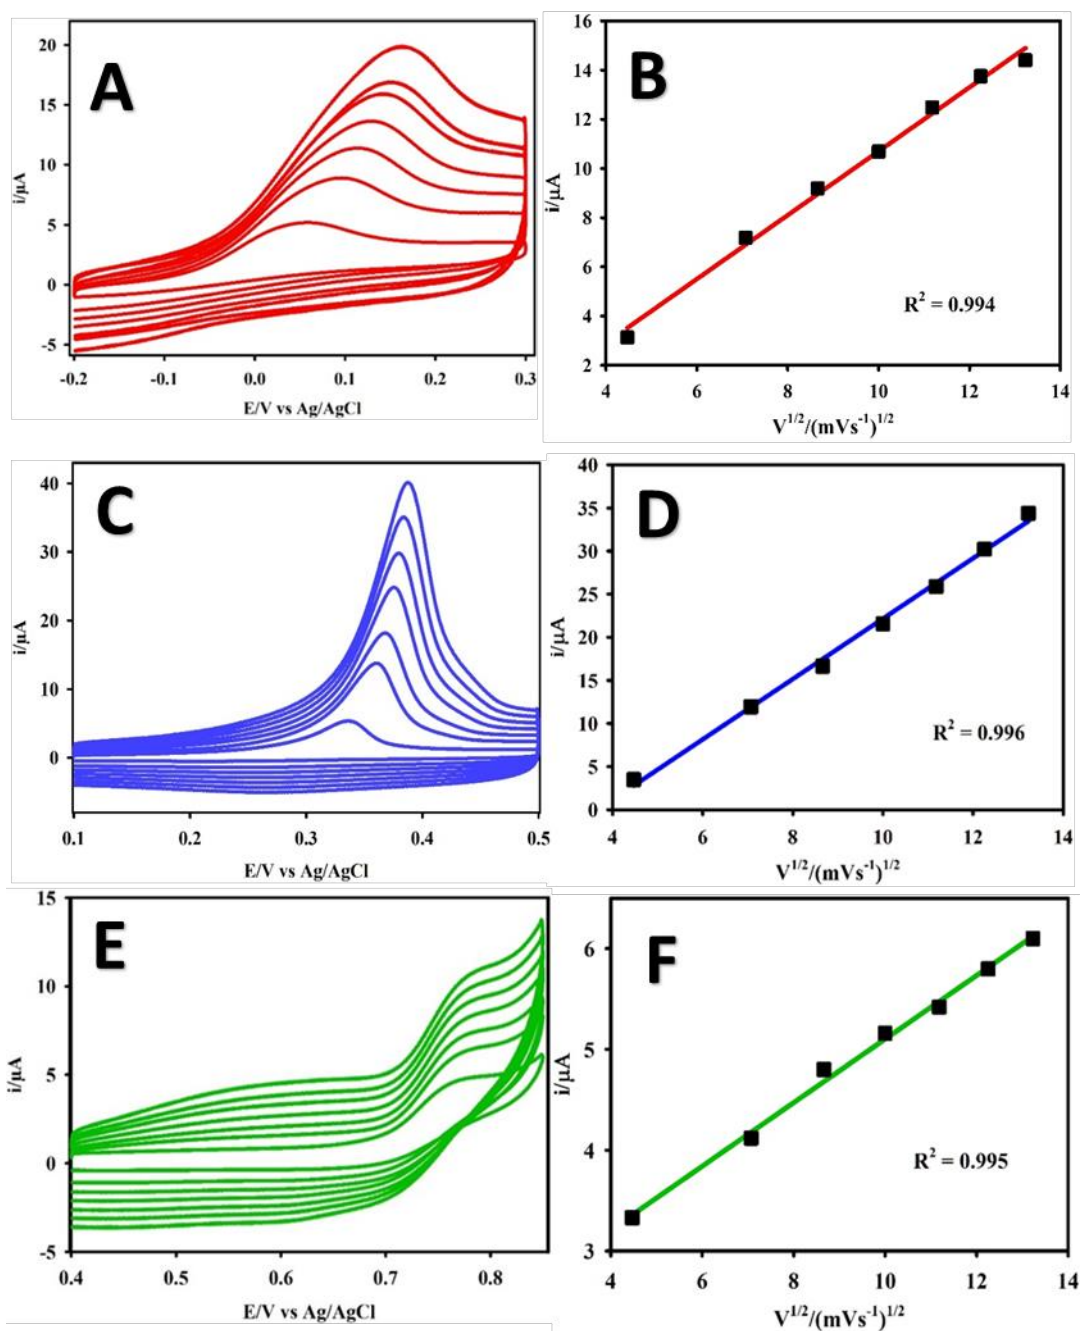 A
20
15
10
5
0
-5
i/μA
-0.2 -0.1 0.0 0.1 0.2 0.3
E/V vs Ag/AgCl
B
16
14
12
10
8
6
4
2
i/μA
R² = 0.994
4 6 8 10 12 14
V^1/2/(mVs^-1)^1/2
C
40
30
20
10
0
i/μA
0.1 0.2 0.3 0.4 0.5
E/V vs Ag/AgCl
D
40
35
30
25
20
15
10
5
0
i/μA
R² = 0.996
4 6 8 10 12 14
V^1/2/(mVs^-1)^1/2
E
15
10
5
0
-5
i/μA
0.4 0.5 0.6 0.7 0.8
E/V vs Ag/AgCl
F
6
5
4
3
i/μA
R² = 0.995
4 6 8 10 12 14
V^1/2/(mVs^-1)^1/2